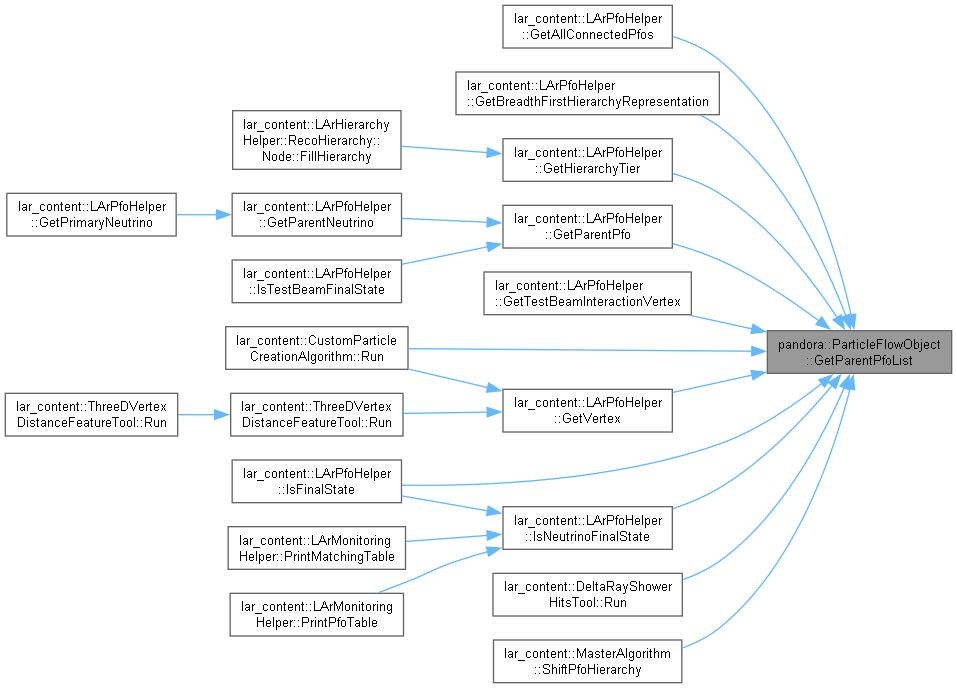 lar_content::LArPfoHelper
::GetAllConnectedPfos
lar_content::LArPfoHelper
::GetBreadthFirstHierarchyRepresentation
lar_content::LArHierarchy
Helper::RecoHierarchy::
Node::FillHierarchy
lar_content::LArPfoHelper
::GetHierarchyTier
lar_content::LArPfoHelper
::GetPrimaryNeutrino
lar_content::LArPfoHelper
::GetParentNeutrino
lar_content::LArPfoHelper
::GetParentPfo
lar_content::LArPfoHelper
::IsTestBeamFinalState
lar_content::LArPfoHelper
::GetTestBeamInteractionVertex
pandora::ParticleFlowObject
::GetParentPfoList
lar_content::CustomParticle
CreationAlgorithm::Run
lar_content::ThreeDVertex
DistanceFeatureTool::Run
lar_content::ThreeDVertex
DistanceFeatureTool::Run
lar_content::LArPfoHelper
::GetVertex
lar_content::LArPfoHelper
::IsFinalState
lar_content::LArPfoHelper
::IsNeutrinoFinalState
lar_content::LArMonitoring
Helper::PrintMatchingTable
lar_content::DeltaRayShower
HitsTool::Run
lar_content::LArMonitoring
Helper::PrintPfoTable
lar_content::MasterAlgorithm
::ShiftPfoHierarchy